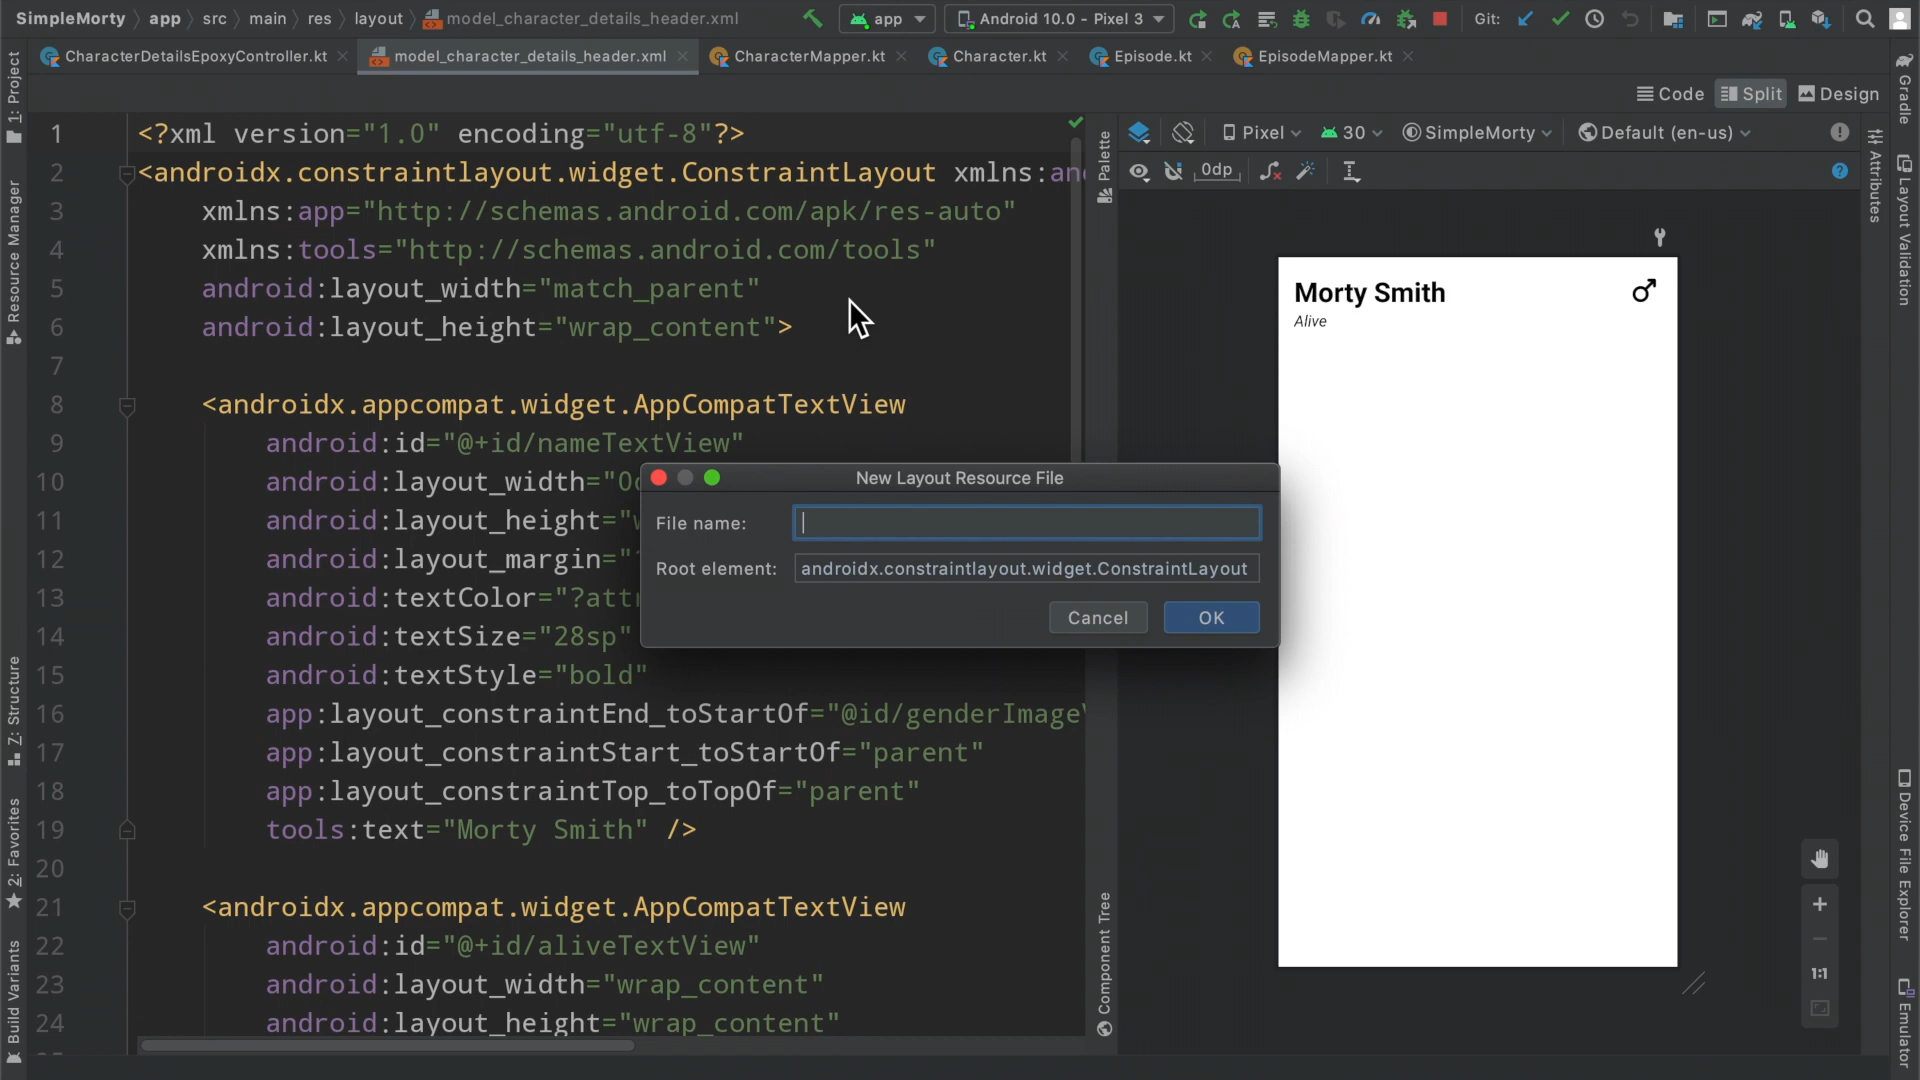 SimpleMorty app src main res layout model_character_details_header.xml app Android 10.0 - Pixel 3 Git:
CharacterDetailsEpoxyController.kt model_character_details_header.xml CharacterMapper.kt Character.kt Episode.kt EpisodeMapper.kt
Code Split Design
Pixel 30 SimpleMorty Default (en-us)
0dp
1 <?xml version="1.0" encoding="utf-8"?>
2 <androidx.constraintlayout.widget.ConstraintLayout xmlns:an
3 xmlns:app="http://schemas.android.com/apk/res-auto"
4 xmlns:tools="http://schemas.android.com/tools"
5 android:layout_width="match_parent"
6 android:layout_height="wrap_content">
7
8 <androidx.appcompat.widget.AppCompatTextView
9 android:id="@+id/nameTextView"
10 android:layout_width="0
11 android:layout_height="
12 android:layout_margin="
13 android:textColor="?att
14 android:textSize="28sp"
15 android:textStyle="bold"
16 app:layout_constraintEnd_toStartOf="@id/genderImage
17 app:layout_constraintStart_toStartOf="parent"
18 app:layout_constraintTop_toTopOf="parent"
19 tools:text="Morty Smith" />
20
21 <androidx.appcompat.widget.AppCompatTextView
22 android:id="@+id/aliveTextView"
23 android:layout_width="wrap_content"
24 android:layout_height="wrap_content"
New Layout Resource File
File name:
Root element: androidx.constraintlayout.widget.ConstraintLayout
Cancel OK
Morty Smith
Alive
1:1
1: Project
Resource Manager
Z: Structure
2: Favorites
Build Variants
Palette
Component Tree
Attributes
Gradle
Layout Validation
Device File Explorer
Emulator